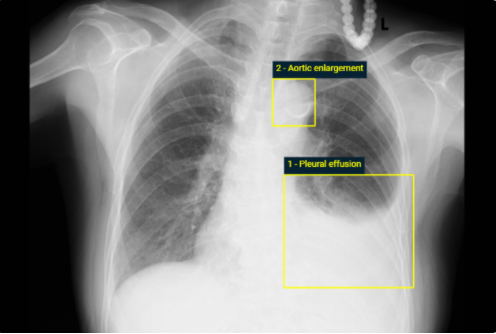 L
2 - Aortic enlargement
1 - Pleural effusion